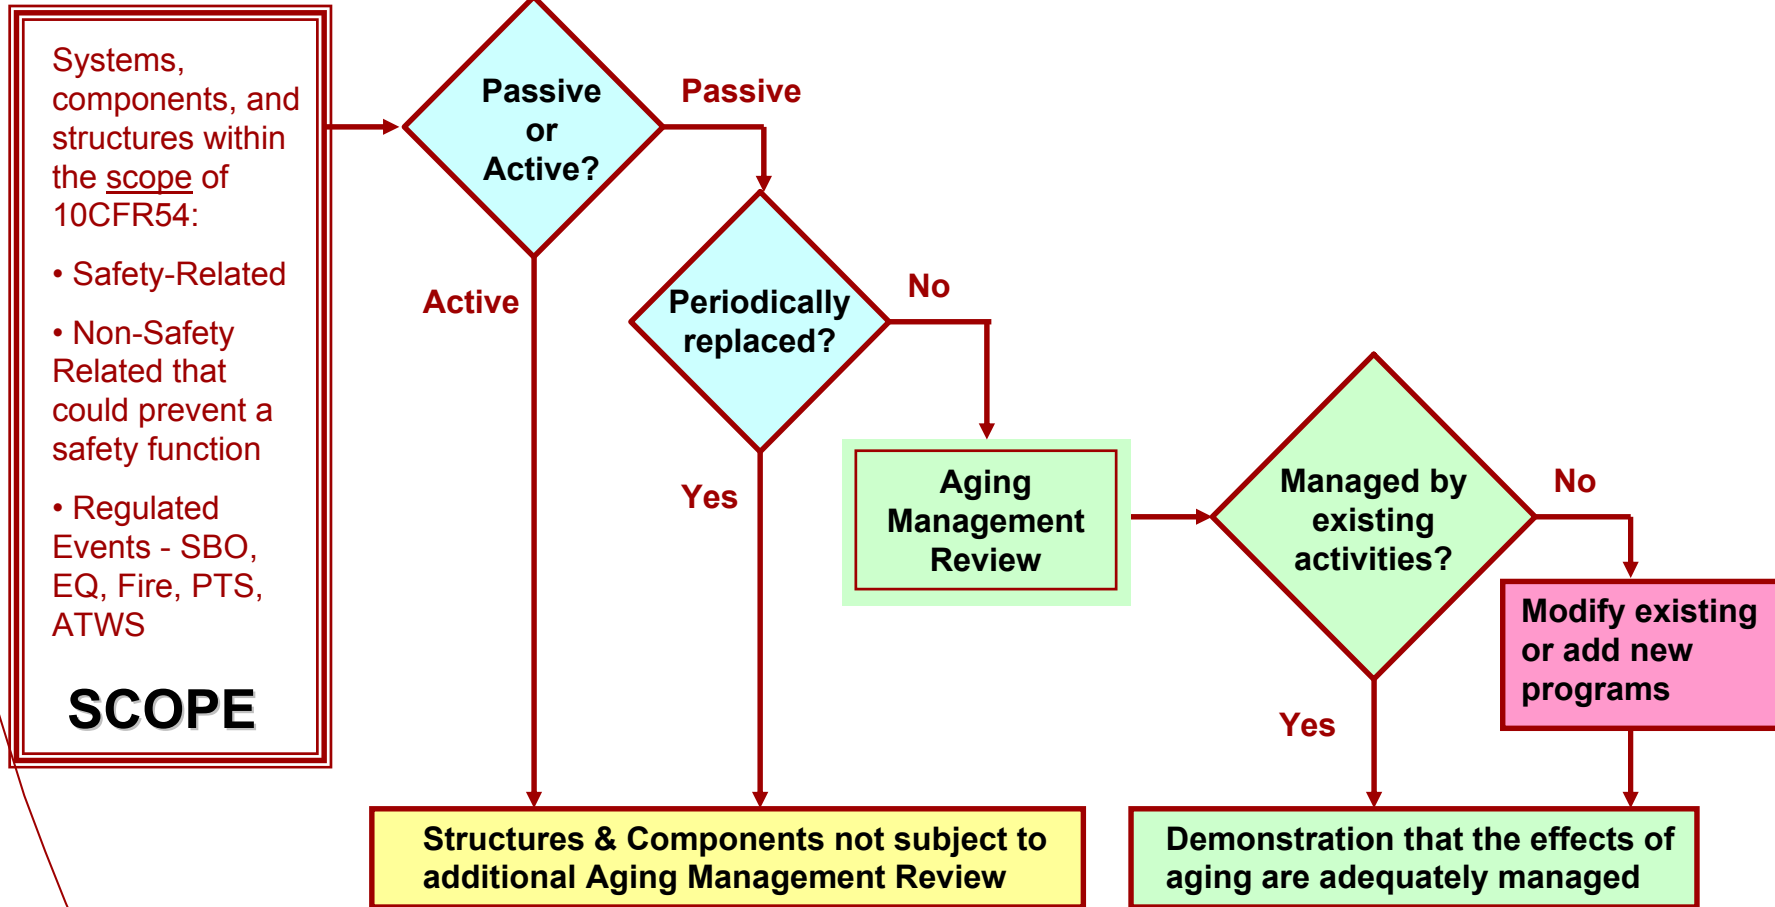 Systems,
components, and
structures within
the scope of
10CFR54:
• Safety-Related
• Non-Safety
Related that
could prevent a
safety function
• Regulated
Events - SBO,
EQ, Fire, PTS,
ATWS
SCOPE
Passive
or
Active?
Passive
Active
Periodically
replaced?
No
Yes
Aging
Management
Review
Managed by
existing
activities?
No
Yes
Modify existing
or add new
programs
Structures & Components not subject to
additional Aging Management Review
Demonstration that the effects of
aging are adequately managed